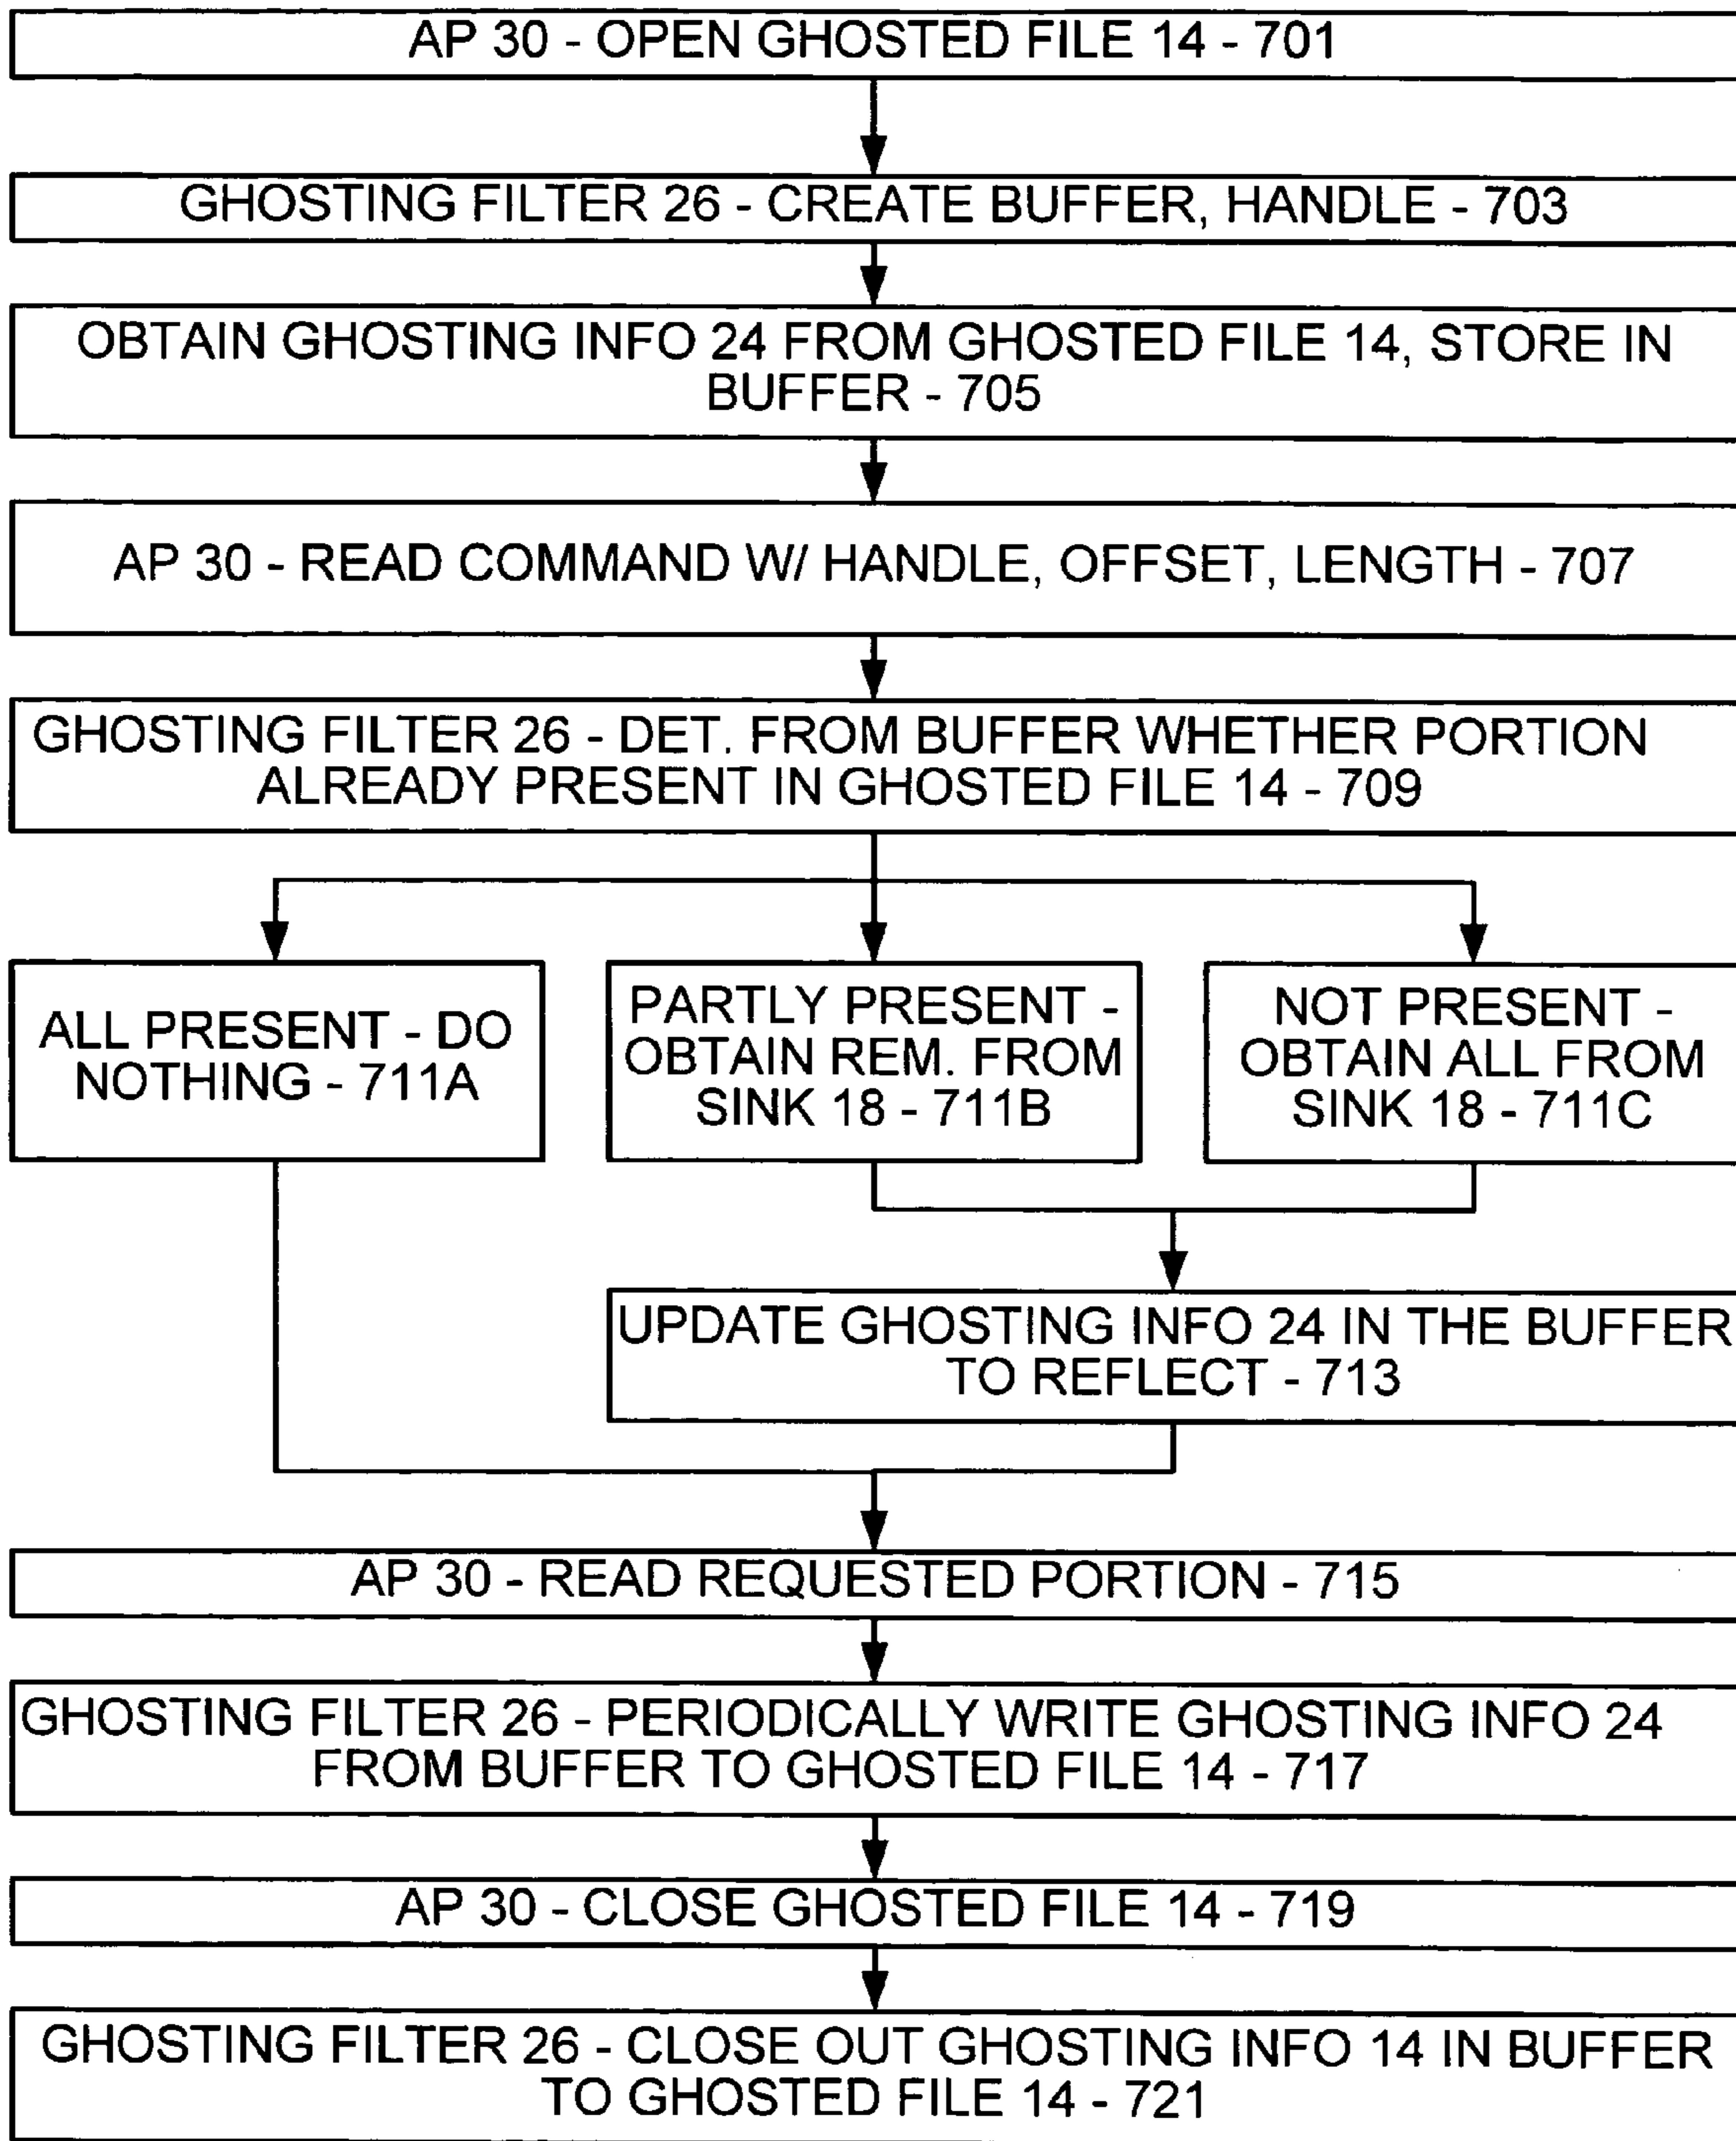 AP 30 - OPEN GHOSTED FILE 14 - 701
GHOSTING FILTER 26 - CREATE BUFFER, HANDLE - 703
OBTAIN GHOSTING INFO 24 FROM GHOSTED FILE 14, STORE IN
BUFFER - 705
AP 30 - READ COMMAND W/ HANDLE, OFFSET, LENGTH - 707
GHOSTING FILTER 26 - DET. FROM BUFFER WHETHER PORTION
ALREADY PRESENT IN GHOSTED FILE 14 - 709
ALL PRESENT - DO
NOTHING - 711A
PARTLY PRESENT -
OBTAIN REM. FROM
SINK 18 - 711B
NOT PRESENT -
OBTAIN ALL FROM
SINK 18 - 711C
UPDATE GHOSTING INFO 24 IN THE BUFFER
TO REFLECT - 713
AP 30 - READ REQUESTED PORTION - 715
GHOSTING FILTER 26 - PERIODICALLY WRITE GHOSTING INFO 24
FROM BUFFER TO GHOSTED FILE 14 - 717
AP 30 - CLOSE GHOSTED FILE 14 - 719
GHOSTING FILTER 26 - CLOSE OUT GHOSTING INFO 14 IN BUFFER
TO GHOSTED FILE 14 - 721